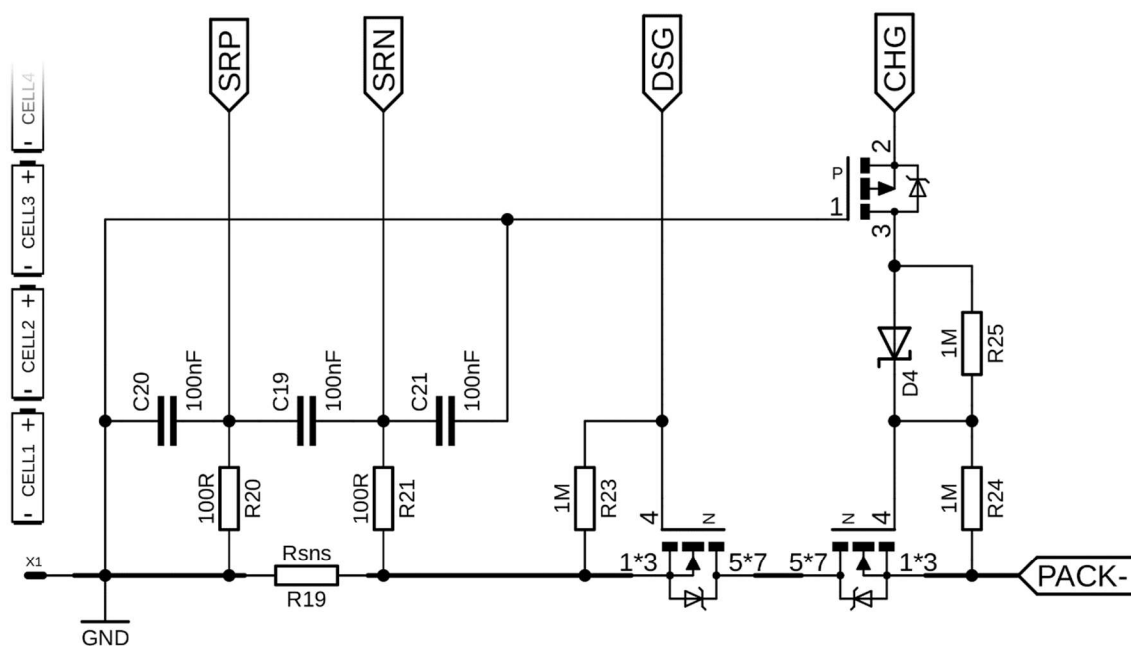 SRP
SRN
DSG
CHG
CELL4
-
2
P
1
3
+
CELL3
-
+
CELL2
-
+
CELL1
-
C20
100nF
C19
100nF
C21
100nF
1M
R25
D4
100R
R20
100R
R21
1M
R23
1M
R24
4
N
N
4
X1
Rsns
R19
1*3
5*7
5*7
1*3
PACK-
GND